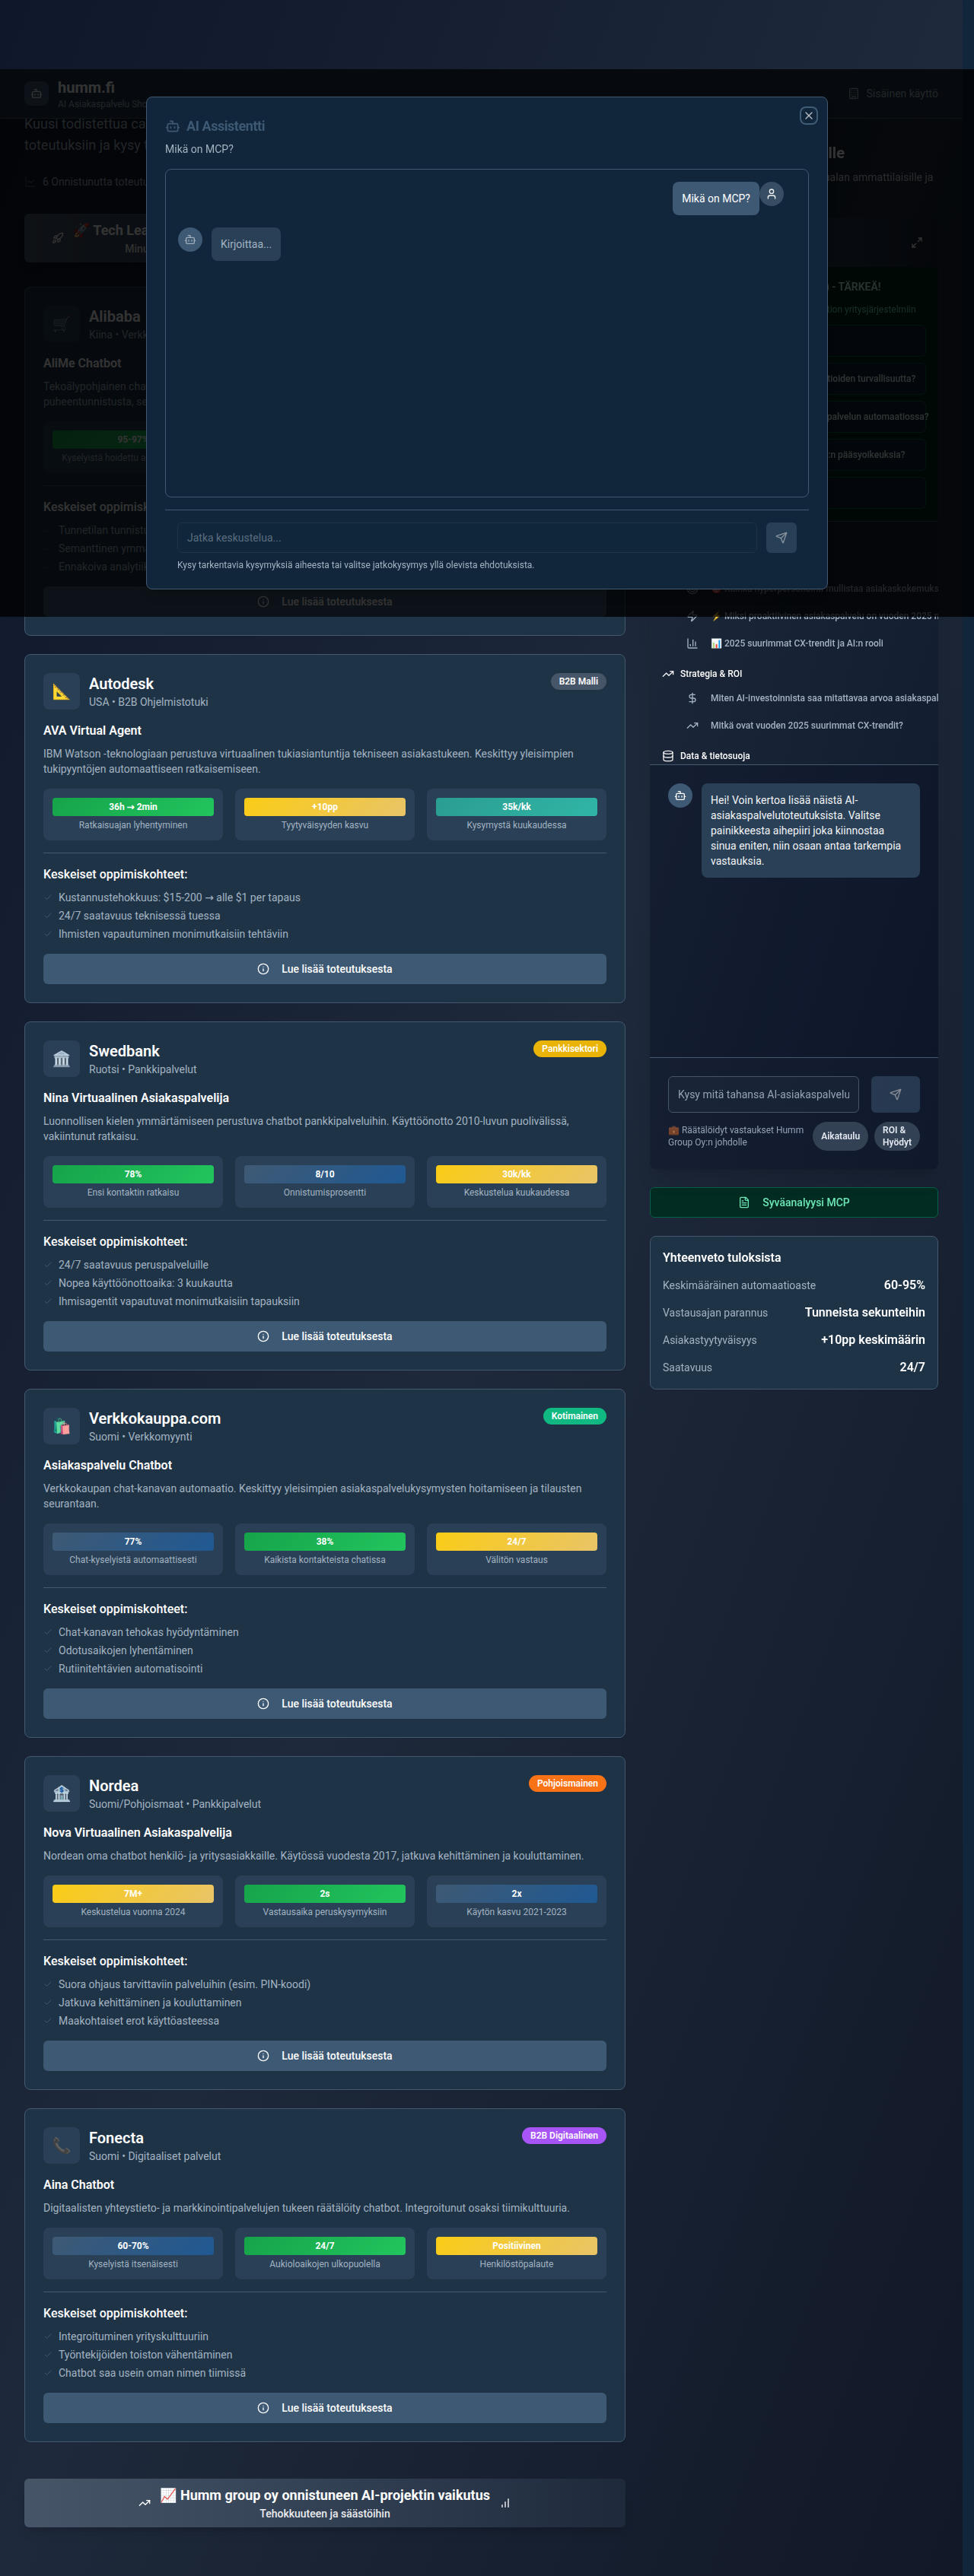 humm.fi
AI Asiakaspalvelu Sho
Sisäinen käyttö
Kuusi todistettua ca
toteutuksiin ja kysy t
6 Onnistunutta toteutu
🚀 Tech Lea
Minu
Alibaba
Kiina • Verkk
AliMe Chatbot
Tekoälypohjainen cha
puheentunnistusta, se
95-97%
Kyselyistä hoidettu a
Keskeiset oppimisk
Tunnetilan tunnist
Semanttinen ymmä
Ennakoiva analytiik
Lue lisää toteutuksesta
AI Assistentti
Mikä on MCP?
Mikä on MCP?
Kirjoittaa...
Jatka keskustelua...
Kysy tarkentavia kysymyksiä aiheesta tai valitse jatkokysymys yllä olevista ehdotuksista.
lle
alan ammattilaisille ja
- TÄRKEÄ!
tion yritysjärjestelmiin
tioiden turvallisuutta?
palvelun automaatiossa?
:n pääsyoikeuksia?
hyperpersonointi mullistaa asiakaskokemuks
⚡ Miksi proaktiivinen asiakaspalvelu on vuoden 2025
📊 2025 suurimmat CX-trendit ja AI:n rooli
Strategia & ROI
Miten AI-investoinnista saa mitattavaa arvoa asiakaspal
Mitkä ovat vuoden 2025 suurimmat CX-trendit?
Data & tietosuoja
Hei! Voin kertoa lisää näistä AI-
asiakaspalvelutoteutuksista. Valitse
painikkeesta aihepiiri joka kiinnostaa
sinua eniten, niin osaan antaa tarkempia
vastauksia.
Kysy mitä tahansa AI-asiakaspalvelu
💼 Räätälöidyt vastaukset Humm
Group Oy:n johdolle
Aikataulu
ROI &
Hyödyt
Syväanalyysi MCP
Yhteenveto tuloksista
Keskimääräinen automaatioaste 60-95%
Vastausajan parannus Tunneista sekunteihin
Asiakastyytyväisyys +10pp keskimäärin
Saatavuus 24/7
Autodesk
USA • B2B Ohjelmistotuki
B2B Malli
AVA Virtual Agent
IBM Watson -teknologiaan perustuva virtuaalinen tukiasiantuntija tekniseen asiakastukeen. Keskittyy yleisimpien
tukipyyntöjen automaattiseen ratkaisemiseen.
36h → 2min
Ratkaisuajan lyhentyminen
+10pp
Tyytyväisyyden kasvu
35k/kk
Kysymystä kuukaudessa
Keskeiset oppimiskohteet:
Kustannustehokkuus: $15-200 → alle $1 per tapaus
24/7 saatavuus teknisessä tuessa
Ihmisten vapautuminen monimutkaisiin tehtäviin
Lue lisää toteutuksesta
Swedbank
Ruotsi • Pankkipalvelut
Pankkisektori
Nina Virtuaalinen Asiakaspalvelija
Luonnollisen kielen ymmärtämiseen perustuva chatbot pankkipalveluihin. Käyttöönotto 2010-luvun puolivälissä,
vakiintunut ratkaisu.
78%
Ensi kontaktin ratkaisu
8/10
Onnistumisprosentti
30k/kk
Keskustelua kuukaudessa
Keskeiset oppimiskohteet:
24/7 saatavuus peruspalveluille
Nopea käyttöönottoaika: 3 kuukautta
Ihmisagentit vapautuvat monimutkaisiin tapauksiin
Lue lisää toteutuksesta
Verkkokauppa.com
Suomi • Verkkomyynti
Kotimainen
Asiakaspalvelu Chatbot
Verkkokaupan chat-kanavan automaatio. Keskittyy yleisimpien asiakaspalvelukysymysten hoitamiseen ja tilausten
seurantaan.
77%
Chat-kyselyistä automaattisesti
38%
Kaikista kontakteista chatissa
24/7
Välitön vastaus
Keskeiset oppimiskohteet:
Chat-kanavan tehokas hyödyntäminen
Odotusaikojen lyhentäminen
Rutiinitehtävien automatisointi
Lue lisää toteutuksesta
Nordea
Suomi/Pohjoismaat • Pankkipalvelut
Pohjoismainen
Nova Virtuaalinen Asiakaspalvelija
Nordean oma chatbot henkilö- ja yritysasiakkaille. Käytössä vuodesta 2017, jatkuva kehittäminen ja kouluttaminen.
7M+
Keskustelua vuonna 2024
2s
Vastausaika peruskysymyksiin
2x
Käytön kasvu 2021-2023
Keskeiset oppimiskohteet:
Suora ohjaus tarvittaviin palveluihin (esim. PIN-koodi)
Jatkuva kehittäminen ja kouluttaminen
Maakohtaiset erot käyttöasteessa
Lue lisää toteutuksesta
Fonecta
Suomi • Digitaaliset palvelut
B2B Digitaalinen
Aina Chatbot
Digitaalisten yhteystieto- ja markkinointipalvelujen tukeen räätälöity chatbot. Integroitunut osaksi tiimikulttuuria.
60-70%
Kyselyistä itsenäisesti
24/7
Aukioloaikojen ulkopuolella
Positiivinen
Henkilöstöpalaute
Keskeiset oppimiskohteet:
Integroituminen yrityskulttuuriin
Työntekijöiden toiston vähentäminen
Chatbot saa usein oman nimen tiimissä
Lue lisää toteutuksesta
📈 Humm group oy onnistuneen AI-projektin vaikutus
Tehokkuuteen ja säästöihin